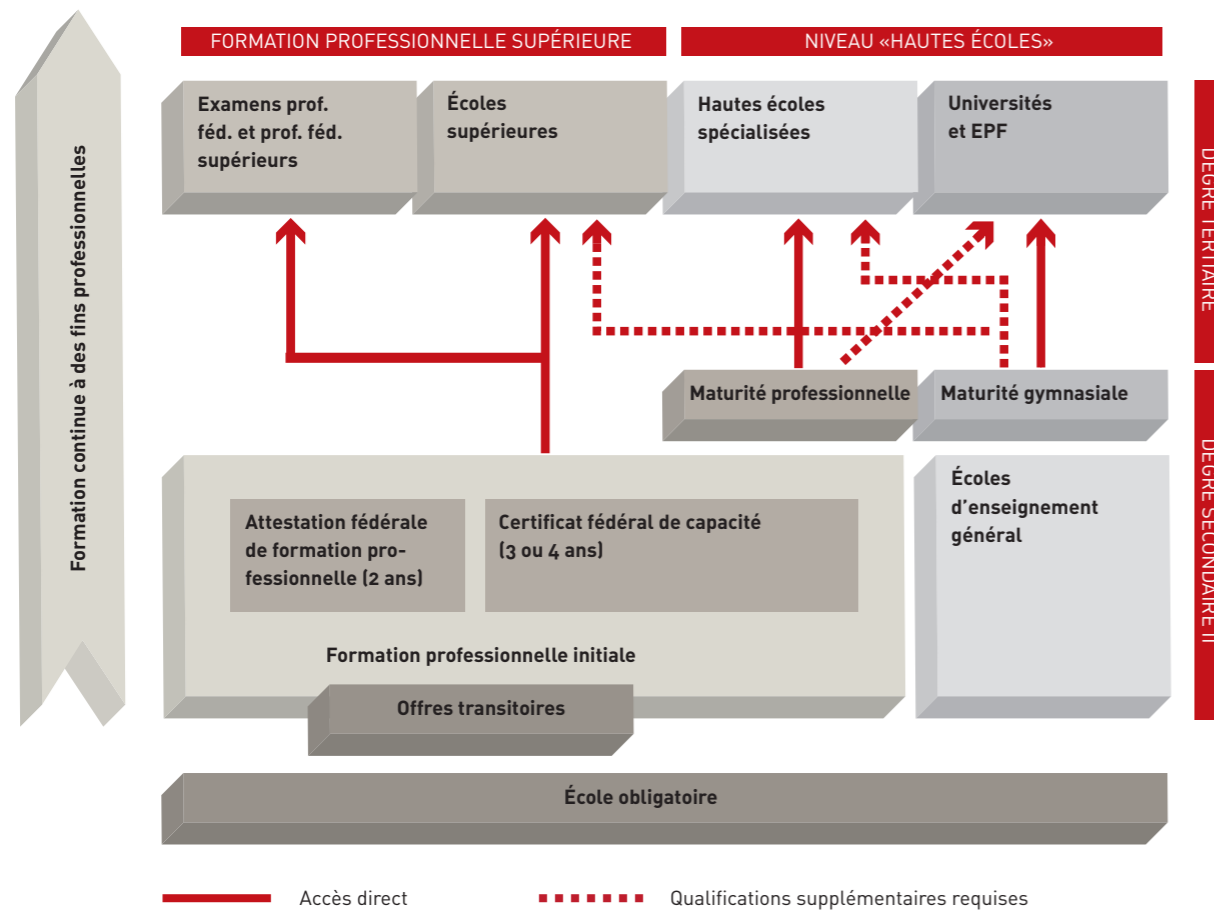 FORMATION PROFESSIONNELLE SUPÉRIEURE
NIVEAU «HAUTES ÉCOLES»
Examens prof.
féd. et prof. féd.
supérieurs
Écoles
supérieures
Hautes écoles
spécialisées
Universités
et EPF
DEGRÉ TERTIAIRE
Formation continue à des fins professionnelles
Maturité professionnelle
Maturité gymnasiale
DEGRÉ SECONDAIRE II
Attestation fédérale
de formation pro-
fessionnelle (2 ans)
Certificat fédéral de capacité
(3 ou 4 ans)
Écoles
d’enseignement
général
Formation professionnelle initiale
Offres transitoires
École obligatoire
Accès direct
Qualifications supplémentaires requises